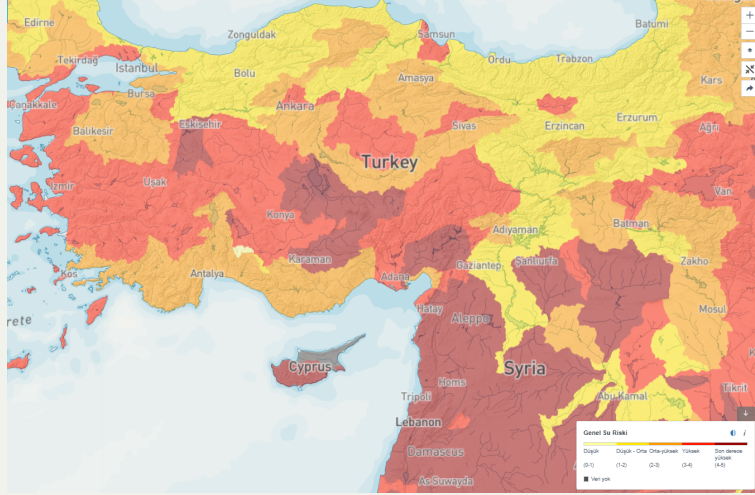 Edirne
Zonguldak
Samsun
Batumi
Tekirdağ
İstanbul
Ordu
Trabzon
Bolu
Amasya
Kars
Bursa
Çanakkale
Ankara
Eskişehir
Balıkesir
Sivas
Erzincan
Erzurum
Ağrı
Turkey
İzmir
Uşak
Van
Konya
Adıyaman
Batman
Karaman
Gaziantep
Şanlıurfa
Zakho
Kos
Antalya
Adana
Hatay
Mosul
Aleppo
rete
Cyprus
Syria
Homs
Tikrit
Tripoli
Abu Kamal
Lebanon
Damascus
As-Suwayda
Genel Su Riski
Düşük Düşük - Orta Orta-yüksek Yüksek Son derece yüksek
(0-1) (1-2) (2-3) (3-4) (4-5)
Veri yok